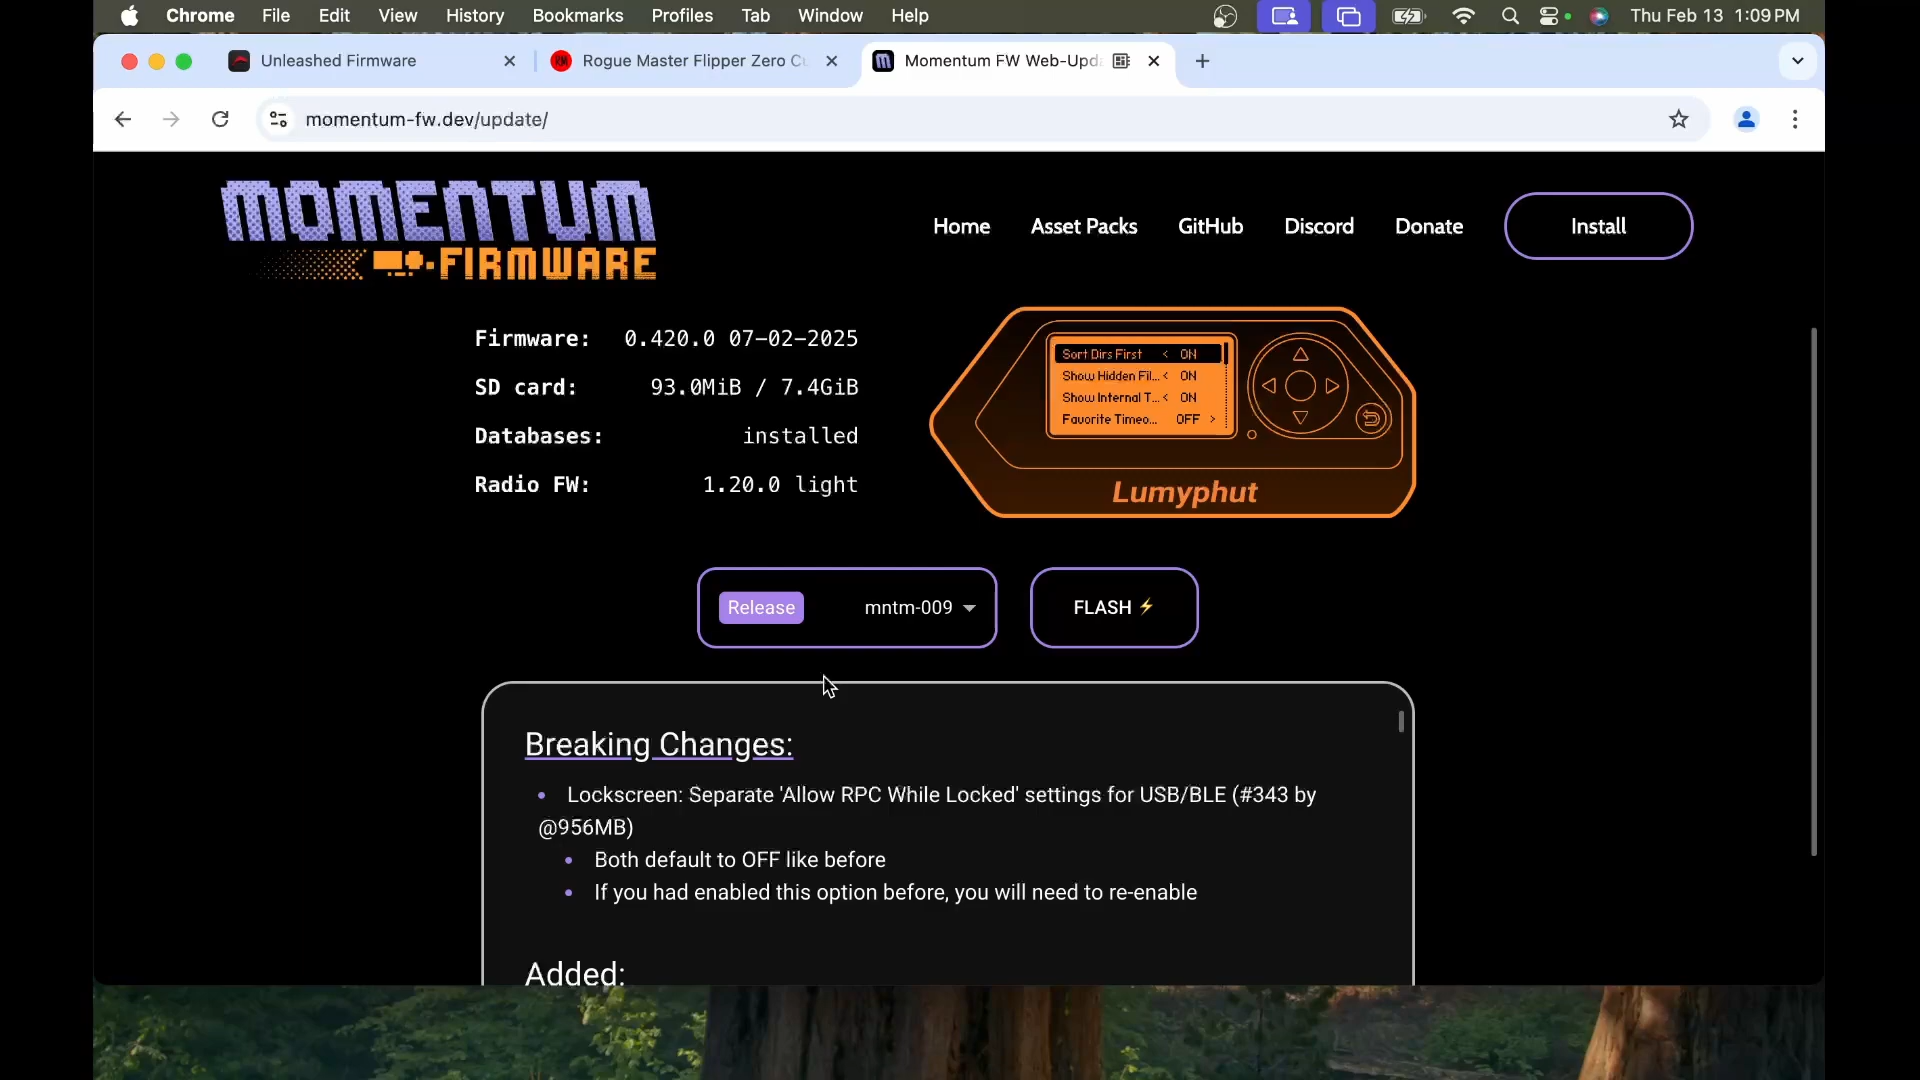 Chrome File Edit View History Bookmarks Profiles Tab Window Help Thu Feb 13 1:09 PM
Unleashed Firmware
Rogue Master Flipper Zero Cu
Momentum FW Web-Upd
momentum-fw.dev/update/
MOMENTUM
FIRMWARE
Home Asset Packs GitHub Discord Donate Install
Firmware: 0.420.0 07-02-2025
SD card: 93.0MiB / 7.4GiB
Databases: installed
Radio FW: 1.20.0 light
Sort Dirs First < ON
Show Hidden Fil... < ON
Show Internal T... < ON
Favorite Timeo... OFF >
Lumyphut
Release mntm-009
FLASH ⚡
Breaking Changes:
• Lockscreen: Separate 'Allow RPC While Locked' settings for USB/BLE (#343 by
@956MB)
• Both default to OFF like before
• If you had enabled this option before, you will need to re-enable
Added: